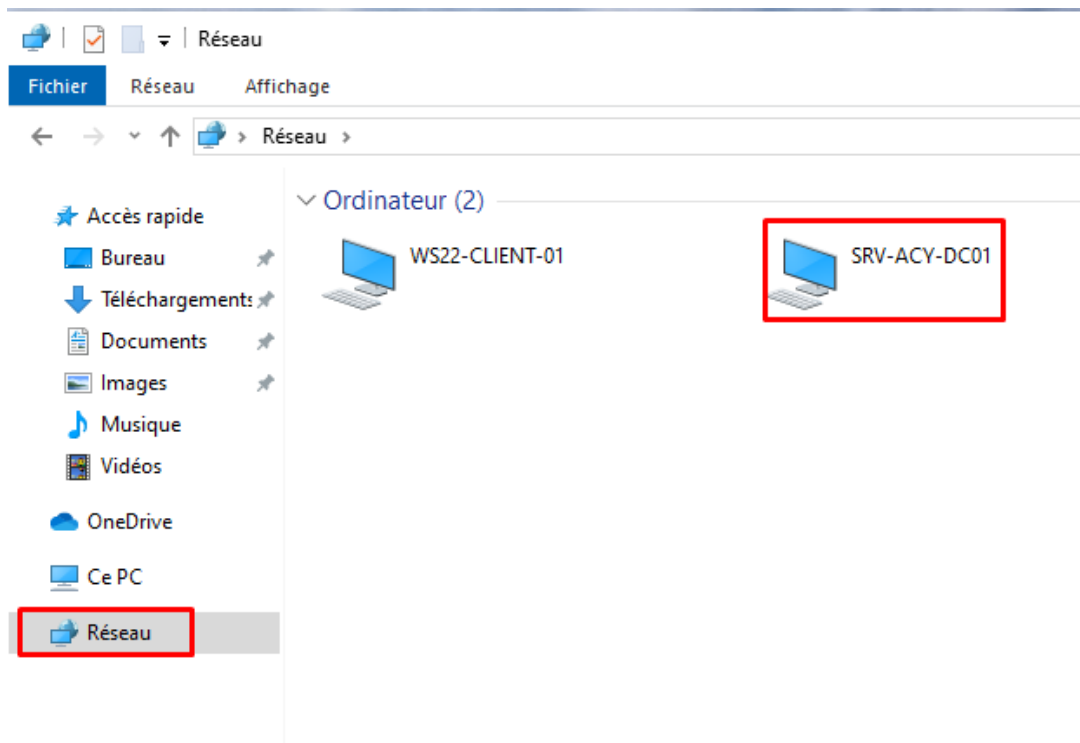 Réseau
Fichier Réseau Affichage
Réseau
Accès rapide
Bureau
Téléchargements
Documents
Images
Musique
Vidéos
OneDrive
Ce PC
Réseau
Ordinateur (2)
WS22-CLIENT-01 SRV-ACY-DC01